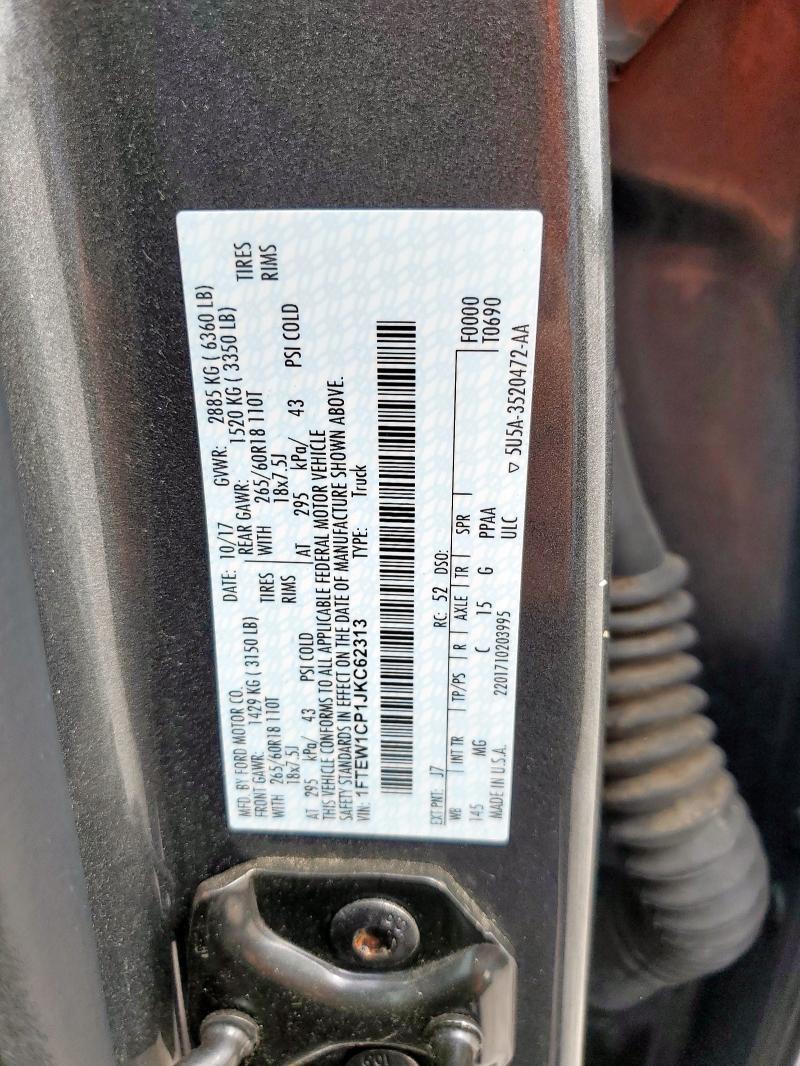 MFD. BY FORD MOTOR CO.
DATE: 10/17 GVWR: 2885 KG ( 6360 LB)
FRONT GAWR: 1429 KG (3150 LB) REAR GAWR: 1520 KG ( 3350 LB)
WITH 265/60R18 110T TIRES WITH 265/60R18 110T TIRES
18x7.5J RIMS 18x7.5J RIMS
AT 295 kPa/ 43 PSI COLD AT 295 kPa/ 43 PSI COLD
THIS VEHICLE CONFORMS TO ALL APPLICABLE FEDERAL MOTOR VEHICLE
SAFETY STANDARDS IN EFFECT ON THE DATE OF MANUFACTURE SHOWN ABOVE.
VIN: 1FTEW1CP1JKC62313 TYPE: Truck
EXT PNT: J7 RC: 52 DSO:
WB INT TR TP/PS R AXLE TR SPR F0000
145 MG C 15 G PPAA T0690
MADE IN U.S.A. 2201710203995 ULC
▽ 5U5A-3520472-AA